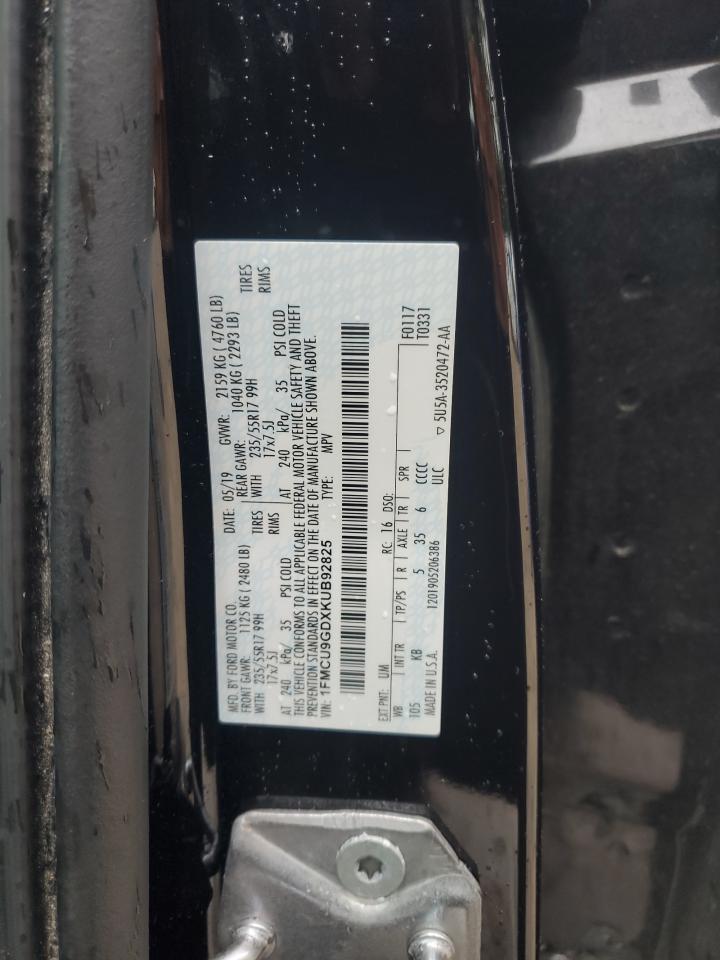 MFD. BY FORD MOTOR CO.
DATE: 05/19 GVWR: 2159 KG ( 4760 LB)
FRONT GAWR: 1125 KG ( 2480 LB) REAR GAWR: 1040 KG ( 2293 LB)
WITH 235/55R17 99H TIRES WITH 235/55R17 99H TIRES
17x7.5J RIMS 17x7.5J RIMS
AT 240 kPa/ 35 PSI COLD AT 240 kPa/ 35 PSI COLD
THIS VEHICLE CONFORMS TO ALL APPLICABLE FEDERAL MOTOR VEHICLE SAFETY AND THEFT
PREVENTION STANDARDS IN EFFECT ON THE DATE OF MANUFACTURE SHOWN ABOVE.
VIN: 1FMCU9GDXKUB92825 TYPE: MPV
EXT PNT: UM RC: 16 DSO: F0117
WB INT TR TP/PS R AXLE TR SPR T0331
105 KB 5 35 6 CCCC ▽ 5U5A-3520472-AA
MADE IN U.S.A. 1201905206386 ULC